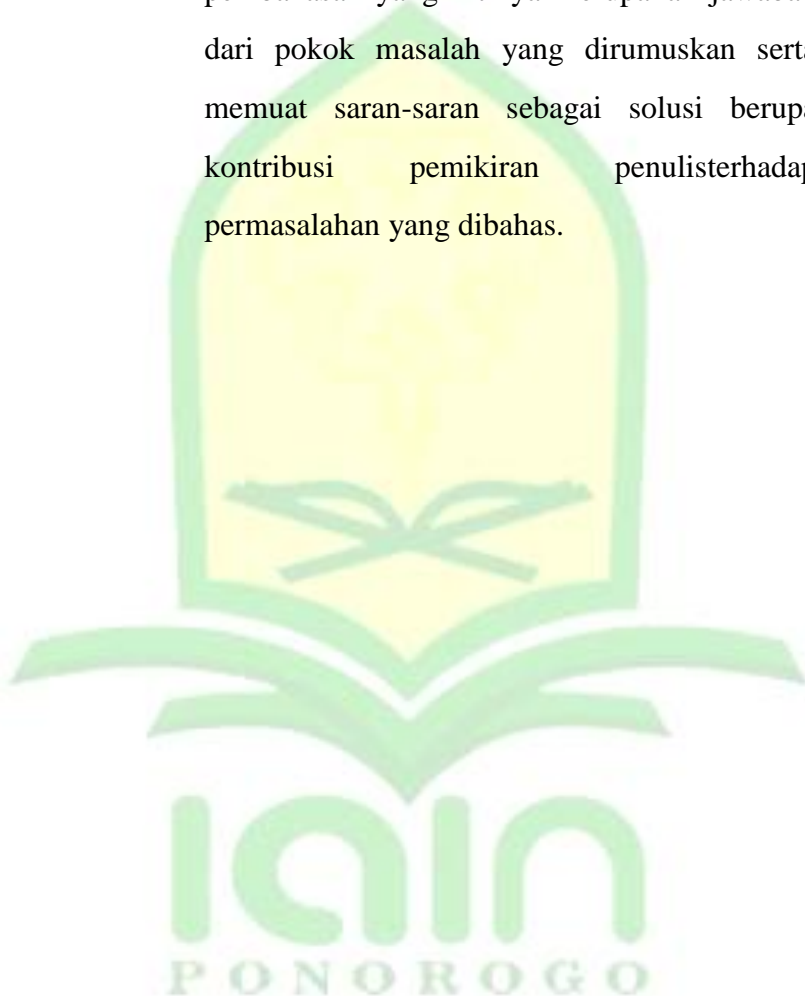 dari pokok masalah yang dirumuskan serta
memuat saran-saran sebagai solusi berupa
kontribusi pemikiran penulisterhadap
permasalahan yang dibahas.
iain
PONOROGO